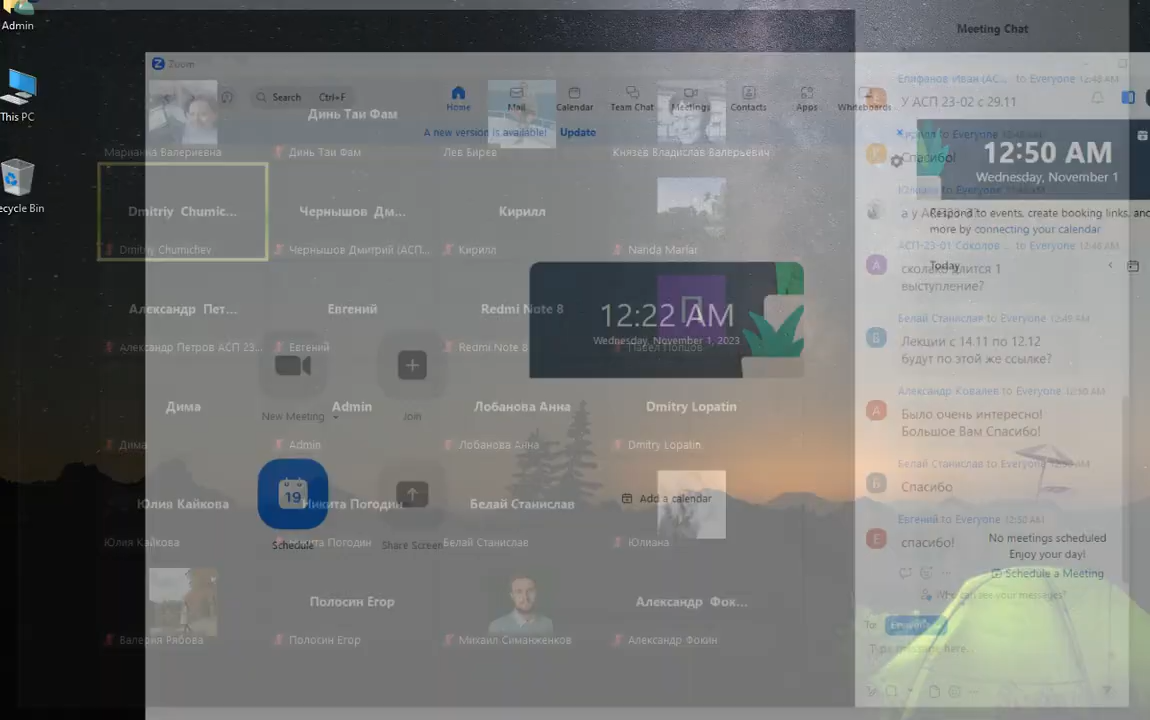 Admin
This PC
ecycle Bin
Zoom
Search
Ctrl+F
Home
Mail
Calendar
Team Chat
Meetings
Contacts
Apps
Whiteboards
A new version is available!
Update
Динь Таи Фам
Марианна Валериевна
Динь Таи Фам
Лев Бирев
Князев Владислав Валерьевич
Dmitriy Chumic...
Чернышов Дм...
Кирилл
Dmitriy Chumichev
Чернышов Дмитрий (АСП...
Кирилл
Nanda Mariar
Александр Пет...
Евгений
Redmi Note 8
П
12:22 AM
Wednesday, November 1, 2023
Александр Петров АСП 23...
Евгений
Redmi Note 8
Павел Попцов
Дима
Admin
Лобанова Анна
Dmitry Lopatin
New Meeting
Join
Дима
Admin
Лобанова Анна
Dmitry Lopatin
Юлия Кайкова
19
Никита Погодин
Белай Станислав
Add a calendar
Юлия Кайкова
Schedule
Никита Погодин
Share Screen
Белай Станислав
Юлиана
Полосин Егор
Александр Фок...
Валерия Рябова
Полосин Егор
Михаил Симанженков
Александр Фокин
Meeting Chat
Епифанов Иван (АС... to Everyone 12:48 AM
У АСП 23-02 с 29.11
to Everyone
Спасибо!
12:50 AM
Wednesday, November 1
Respond to events, create booking links, and
more by connecting your calendar
АСП-23-01 Соколов ... to Everyone 12:48 AM
Today
сколько длится 1
выступление?
Белай Станислав to Everyone 12:49 AM
Лекции с 14.11 по 12.12
будут по этой же ссылке?
Александр Ковалев to Everyone 12:50 AM
Было очень интересно!
Большое Вам Спасибо!
Белай Станислав to Everyone
Спасибо
Евгений to Everyone 12:50 AM
спасибо!
No meetings scheduled
Enjoy your day!
Schedule a Meeting
Who can see your messages?
To:
Everyone
Type message here...